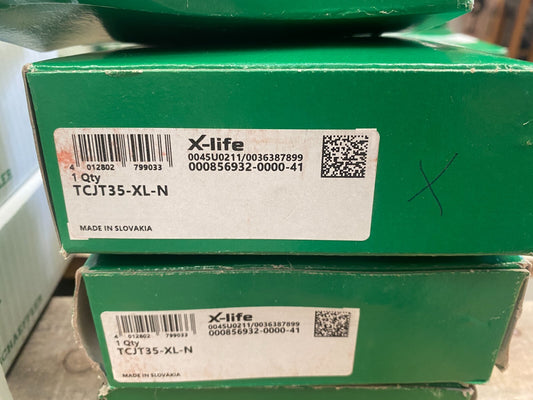 X-life
0045U0211/0036387899
000856932-0000-41
4 012802 799033
1 Qty
TCJT35-XL-N
MADE IN SLOVAKIA
X-life
0045U0211/0036387899
000856932-0000-41
4 012802 799033
1 Qty
TCJT35-XL-N
MADE IN SLOVAKIA
SCHAEFFLER